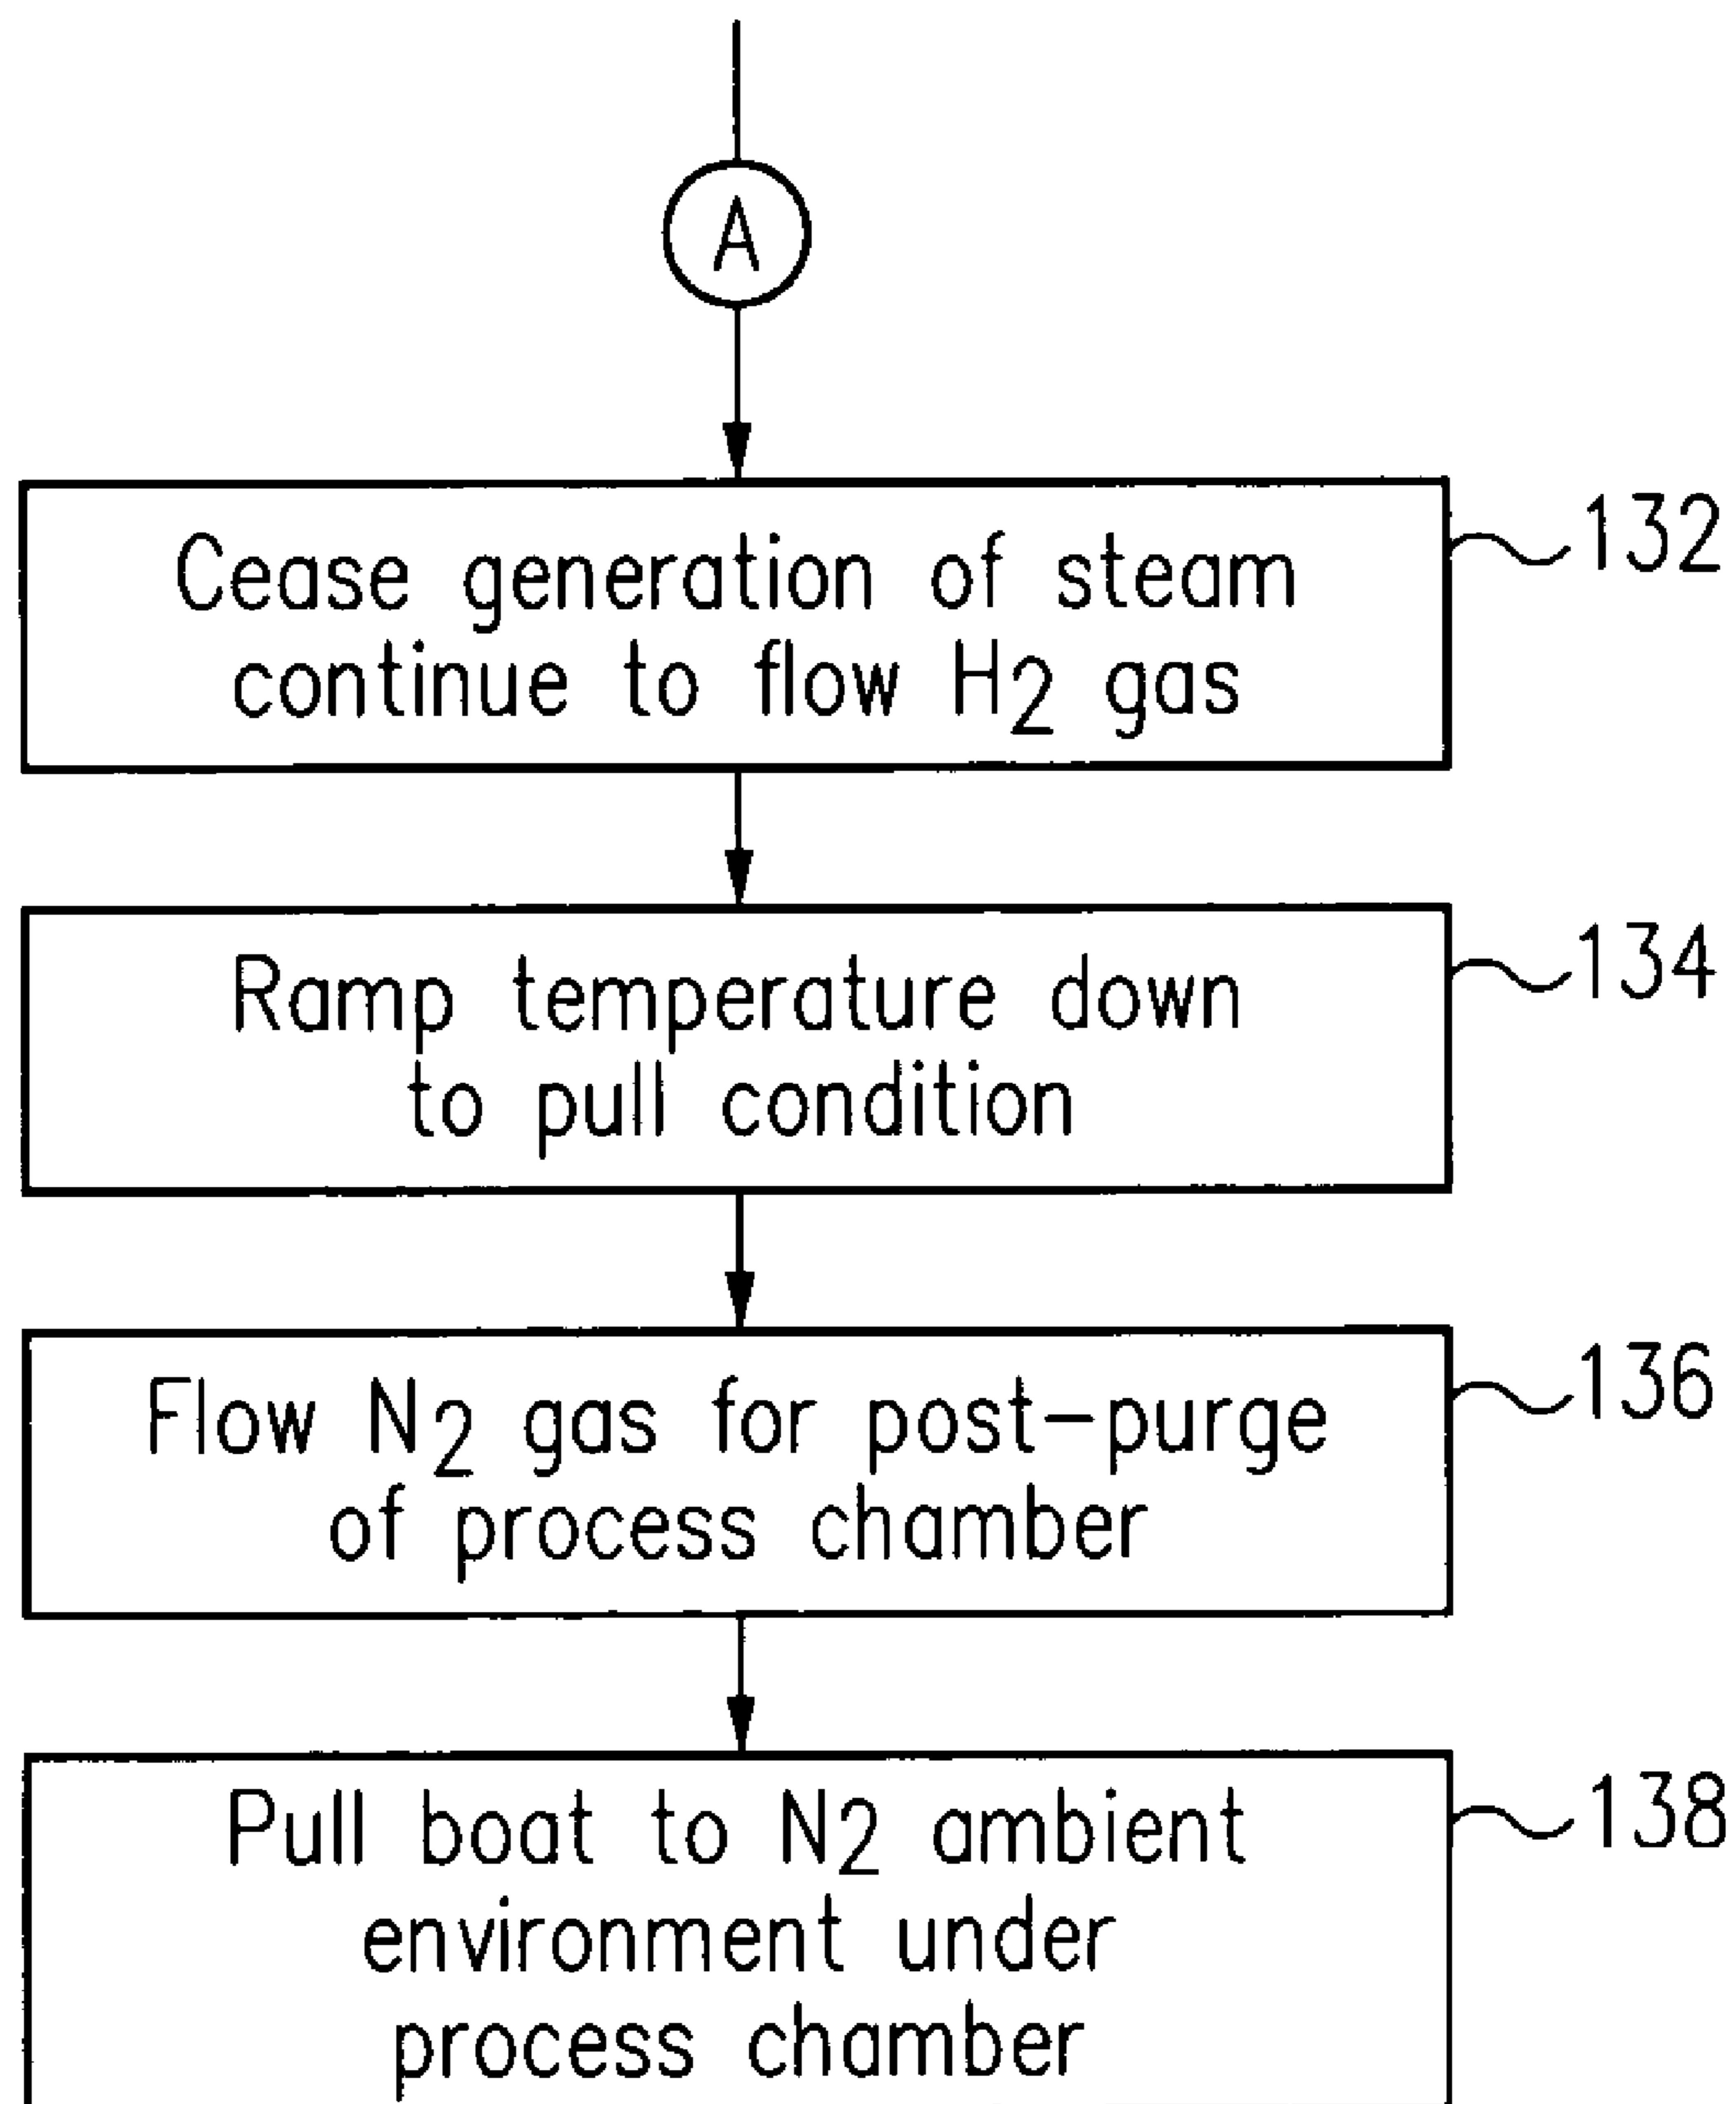 A
Cease generation of steam
continue to flow H2 gas
132
Ramp temperature down
to pull condition
134
Flow N2 gas for post-purge
of process chamber
136
Pull boat to N2 ambient
environment under
process chamber
138